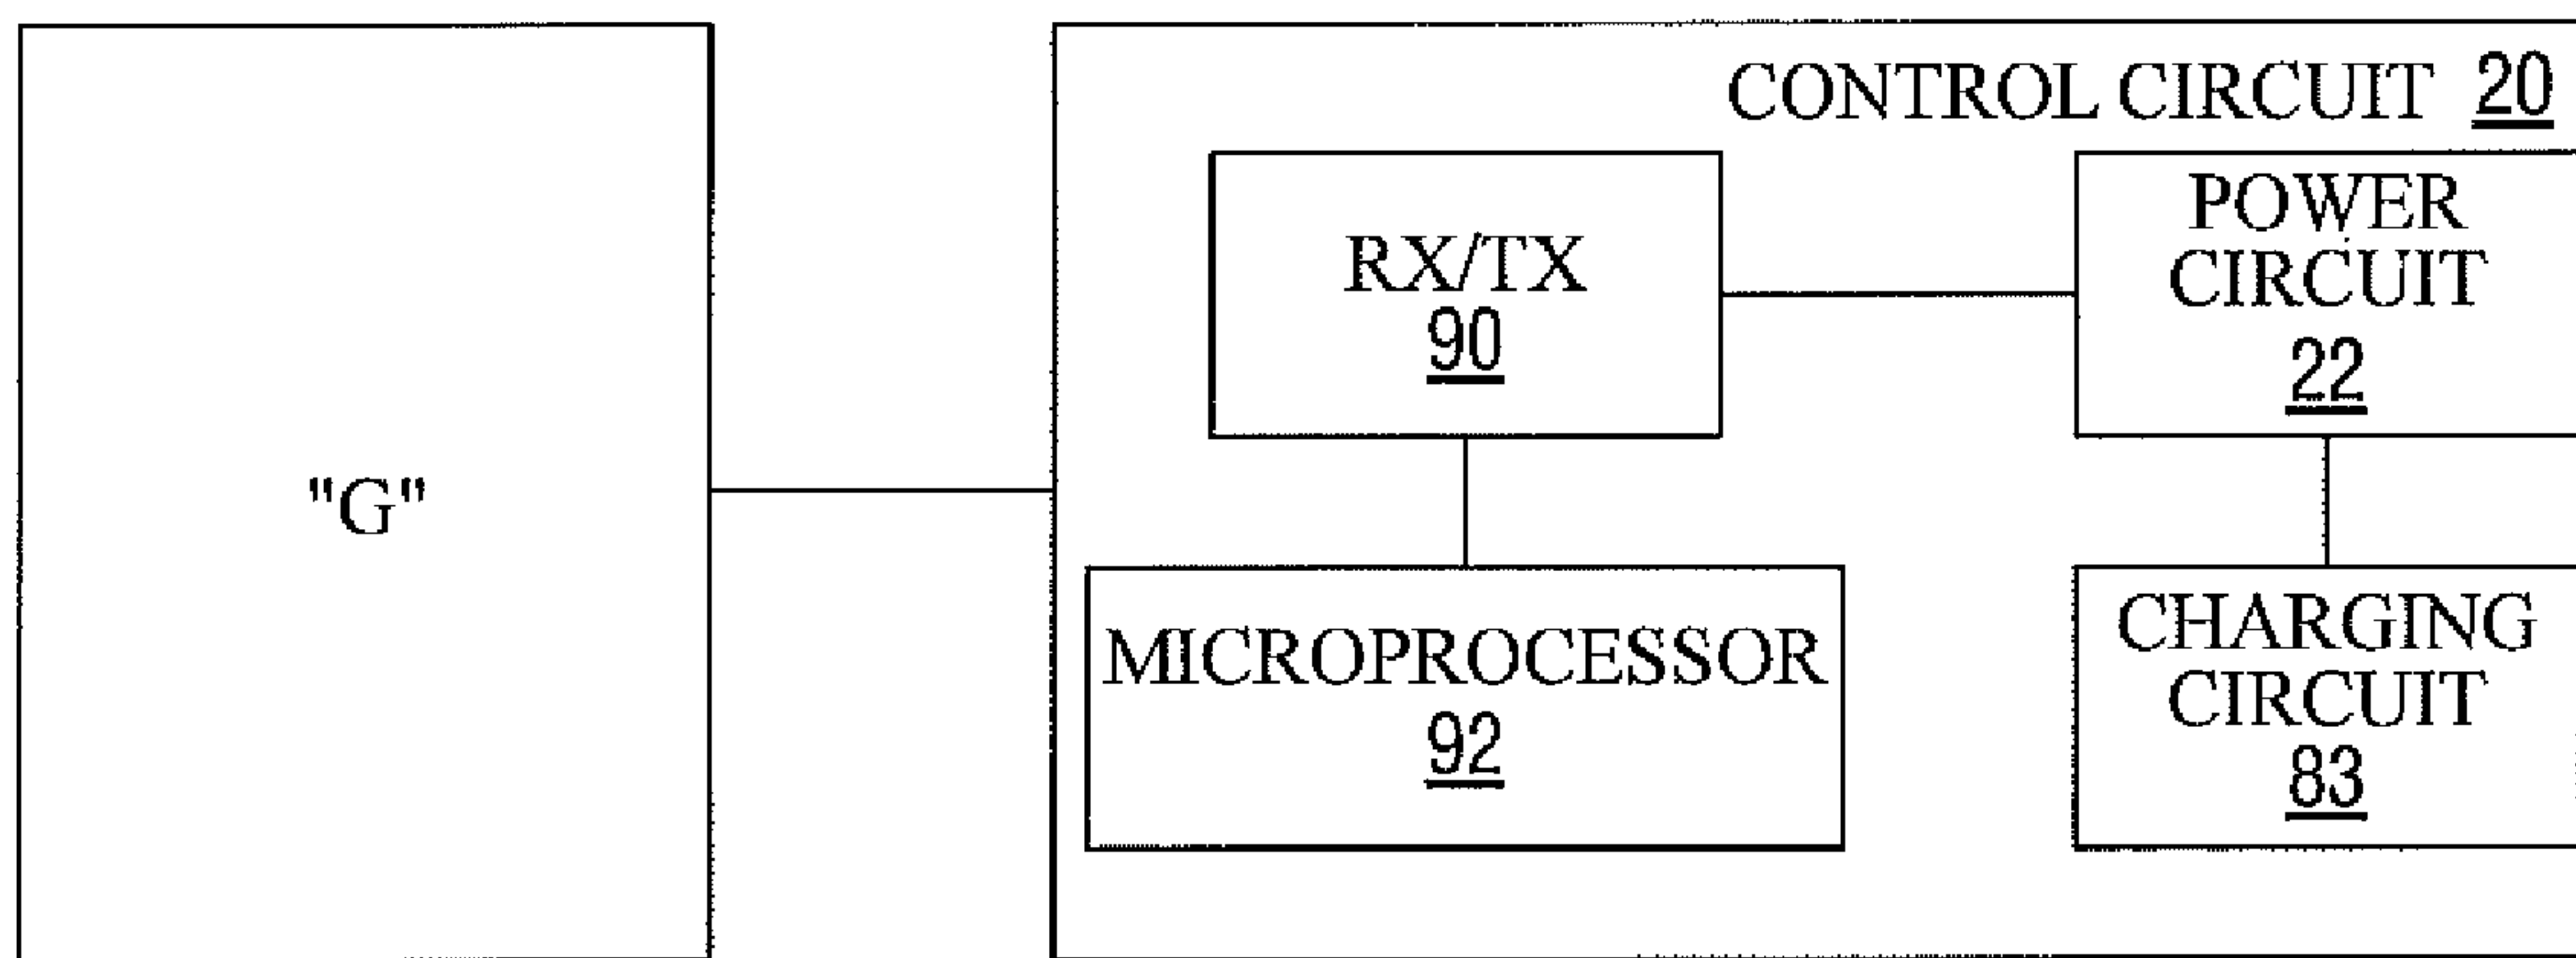 CONTROL CIRCUIT 20
"G"
RX/TX
90
POWER
CIRCUIT
22
MICROPROCESSOR
92
CHARGING
CIRCUIT
83